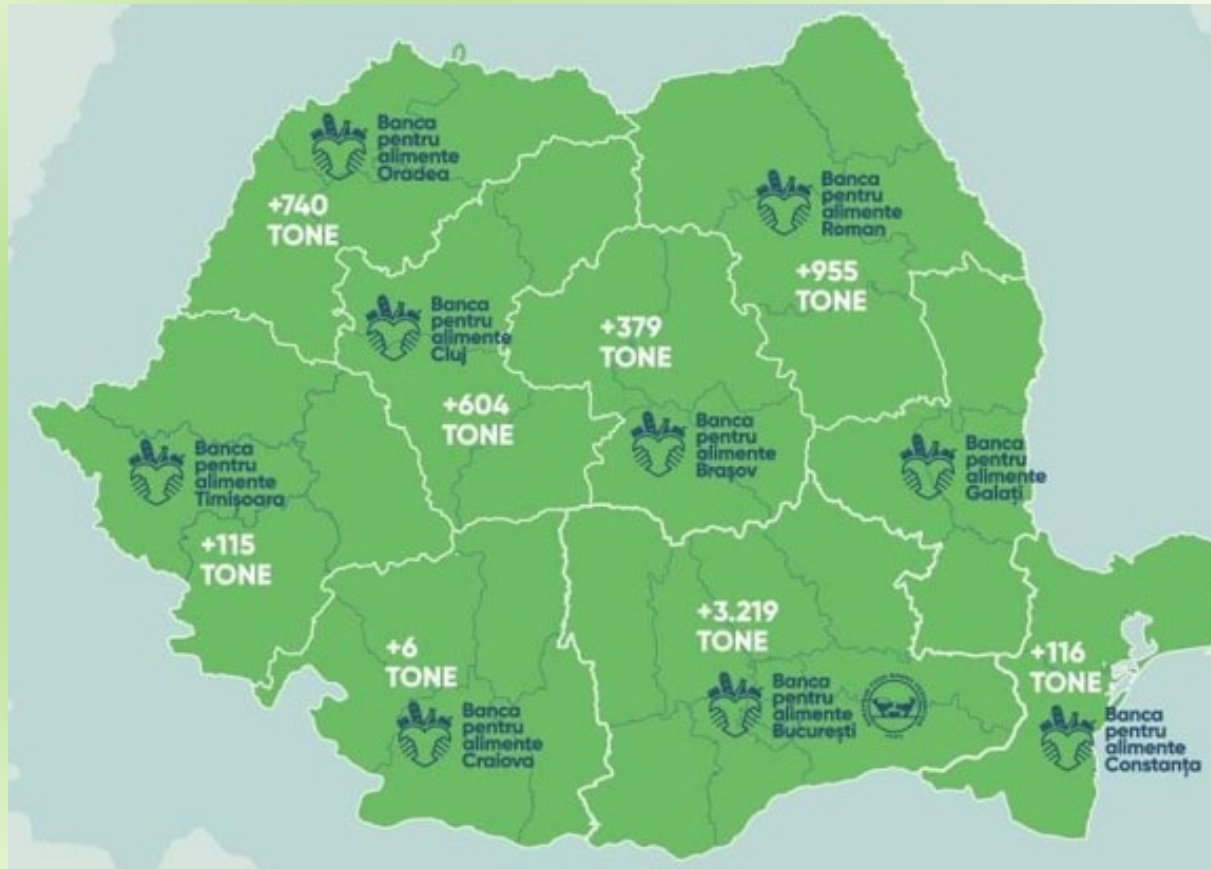 Banca
pentru
alimente
Oradea
+740
TONE
Banca
pentru
alimente
Roman
+955
TONE
Banca
pentru
alimente
Cluj
+604
TONE
+379
TONE
Banca
pentru
alimente
Brașov
Banca
pentru
alimente
Timișoara
+115
TONE
Banca
pentru
alimente
Galați
+6
TONE
Banca
pentru
alimente
Craiova
+3.219
TONE
Banca
pentru
alimente
București
+116
TONE
Banca
pentru
alimente
Constanța